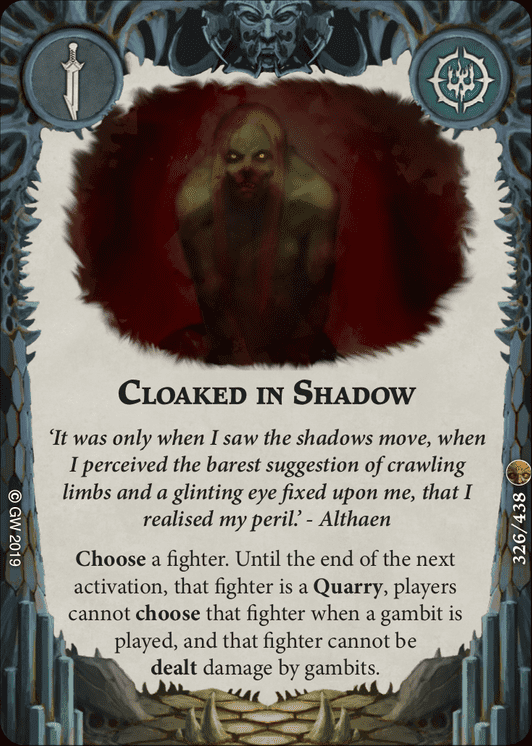 Cloaked in Shadow
‘It was only when I saw the shadows move, when
I perceived the barest suggestion of crawling
limbs and a glinting eye fixed upon me, that I
realised my peril.’ - Althaen
Choose a fighter. Until the end of the next
activation, that fighter is a Quarry, players
cannot choose that fighter when a gambit is
played, and that fighter cannot be
dealt damage by gambits.
© GW 2019
326/438